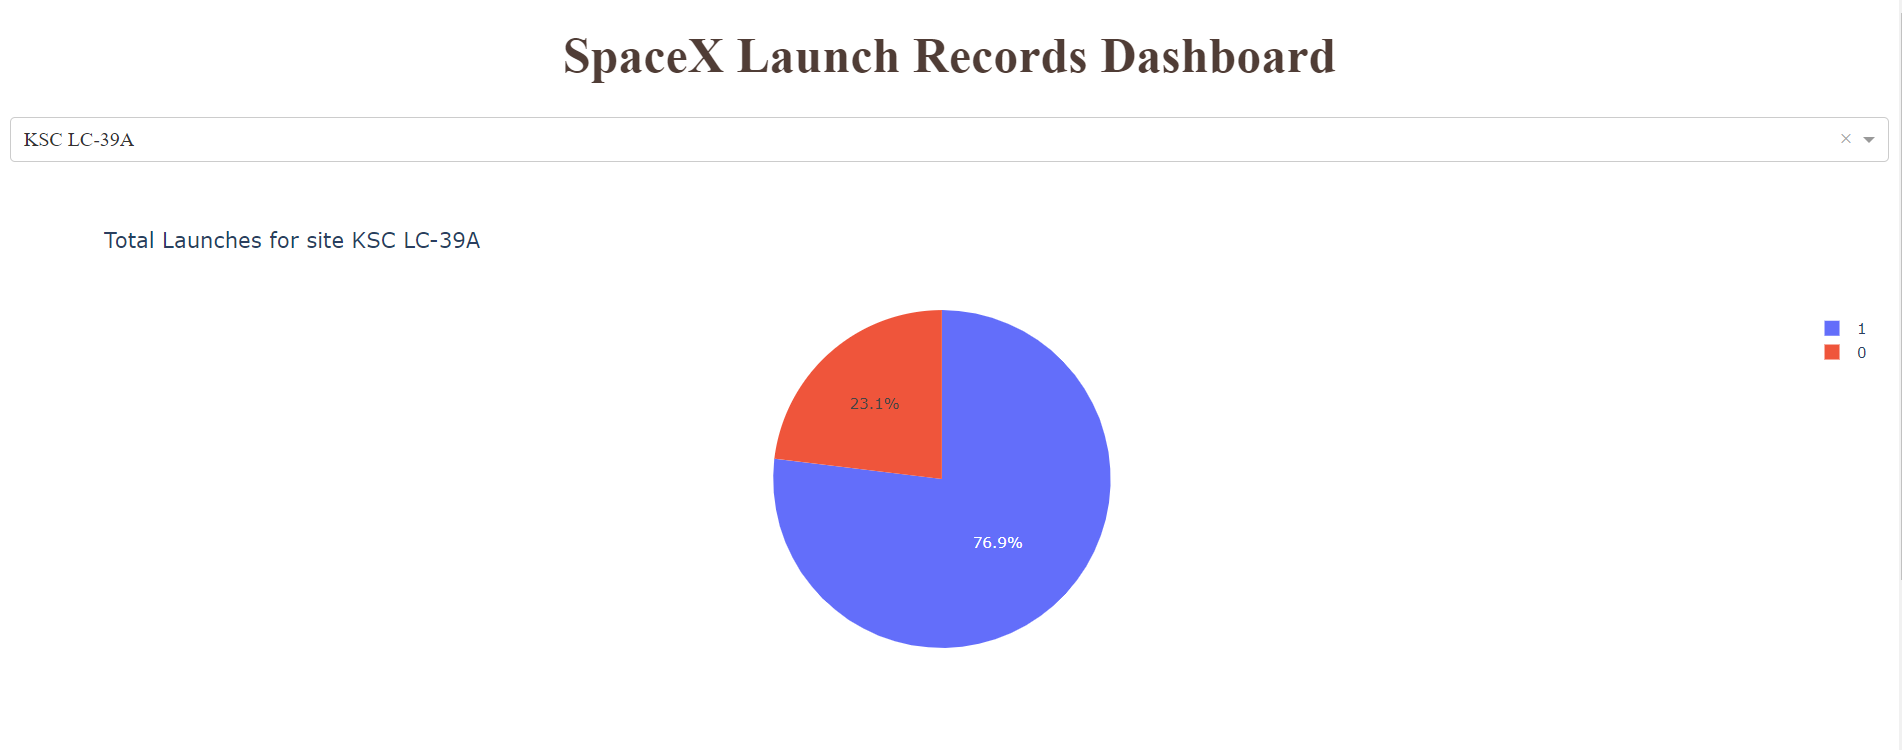 SpaceX Launch Records Dashboard
KSC LC-39A
Total Launches for site KSC LC-39A
1
0
23.1%
76.9%